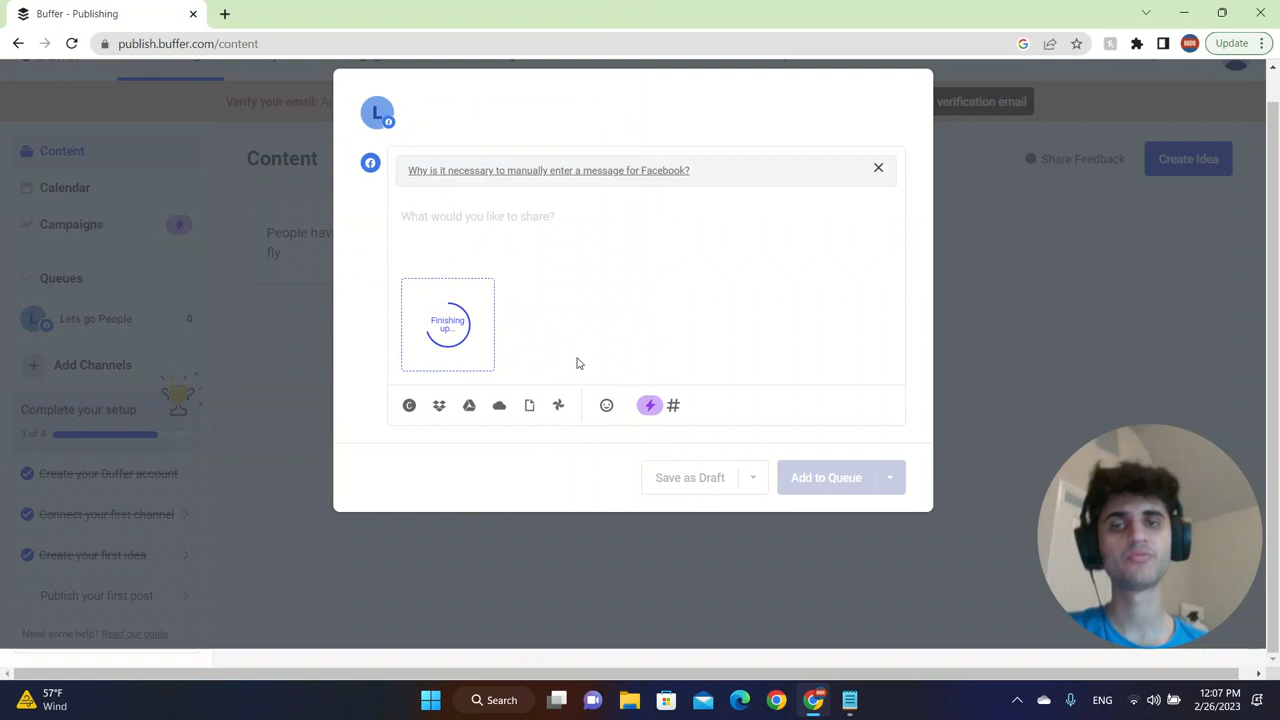 Buffer - Publishing
publish.buffer.com/content
Update
Verify your email:
verification email
L
Content
Calendar
Campaigns
Queues
L
Lets go People
0
Add Channels
Complete your setup
3 of 4
Create your Buffer account
Connect your first channel
Create your first idea
Publish your first post
Need some help? Read our guide
Content
Share Feedback
Create Idea
People hav
fly
Why is it necessary to manually enter a message for Facebook?
What would you like to share?
Finishing
up...
#
Save as Draft
Add to Queue
57°F
Wind
Search
ENG
12:07 PM
2/26/2023